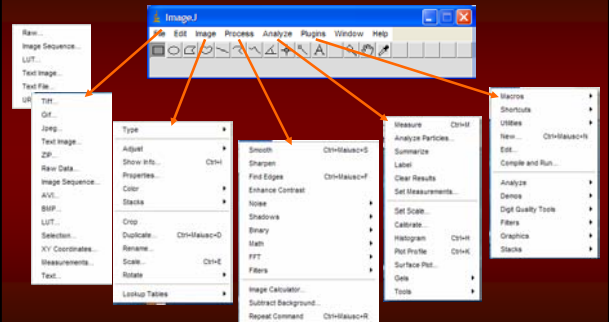 ImageJ
File Edit Image Process Analyze Plugins Window Help
Raw...
Image Sequence...
LUT...
Text Image...
Text File...
UR
Tiff...
Gif...
Jpeg...
Text Image...
ZIP...
Raw Data...
Image Sequence...
AVI...
BMP...
LUT...
Selection...
XY Coordinates...
Measurements...
Text...
Type
Adjust
Show Info... Ctrl+I
Properties...
Color
Stacks
Crop
Duplicate... Ctrl+Maiusc+D
Rename...
Scale... Ctrl+E
Rotate
Lookup Tables
Smooth Ctrl+Maiusc+S
Sharpen
Find Edges Ctrl+Maiusc+F
Enhance Contrast
Noise
Shadows
Binary
Math
FFT
Filters
Image Calculator...
Subtract Background...
Repeat Command Ctrl+Maiusc+R
Measure Ctrl+M
Analyze Particles...
Summarize
Label
Clear Results
Set Measurements...
Set Scale...
Calibrate...
Histogram Ctrl+H
Plot Profile Ctrl+K
Surface Plot...
Gels
Tools
Macros
Shortcuts
Utilities
New... Ctrl+Maiusc+N
Edit...
Compile and Run...
Analyze
Demos
Digit Quality Tools
Filters
Graphics
Stacks